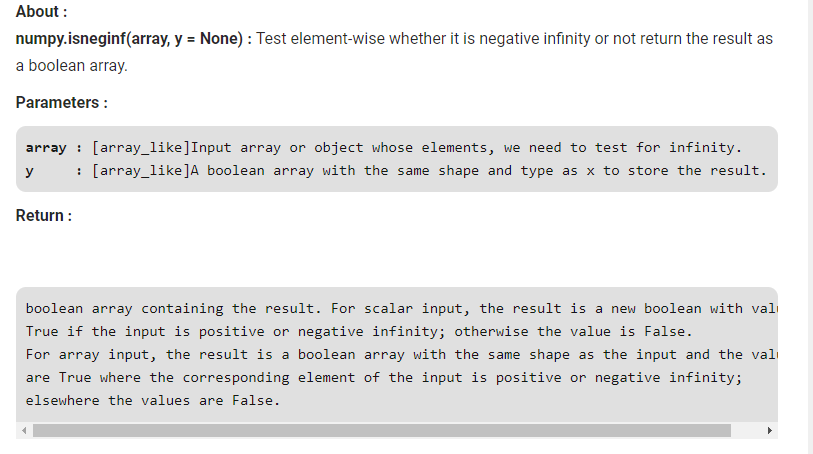 About :
numpy.isneginf(array, y = None) : Test element-wise whether it is negative infinity or not return the result as
a boolean array.
Parameters :
array : [array_like]Input array or object whose elements, we need to test for infinity.
y     : [array_like]A boolean array with the same shape and type as x to store the result.
Return :
boolean array containing the result. For scalar input, the result is a new boolean with
True if the input is positive or negative infinity; otherwise the value is False.
For array input, the result is a boolean array with the same shape as the input and the
are True where the corresponding element of the input is positive or negative infinity;
elsewhere the values are False.